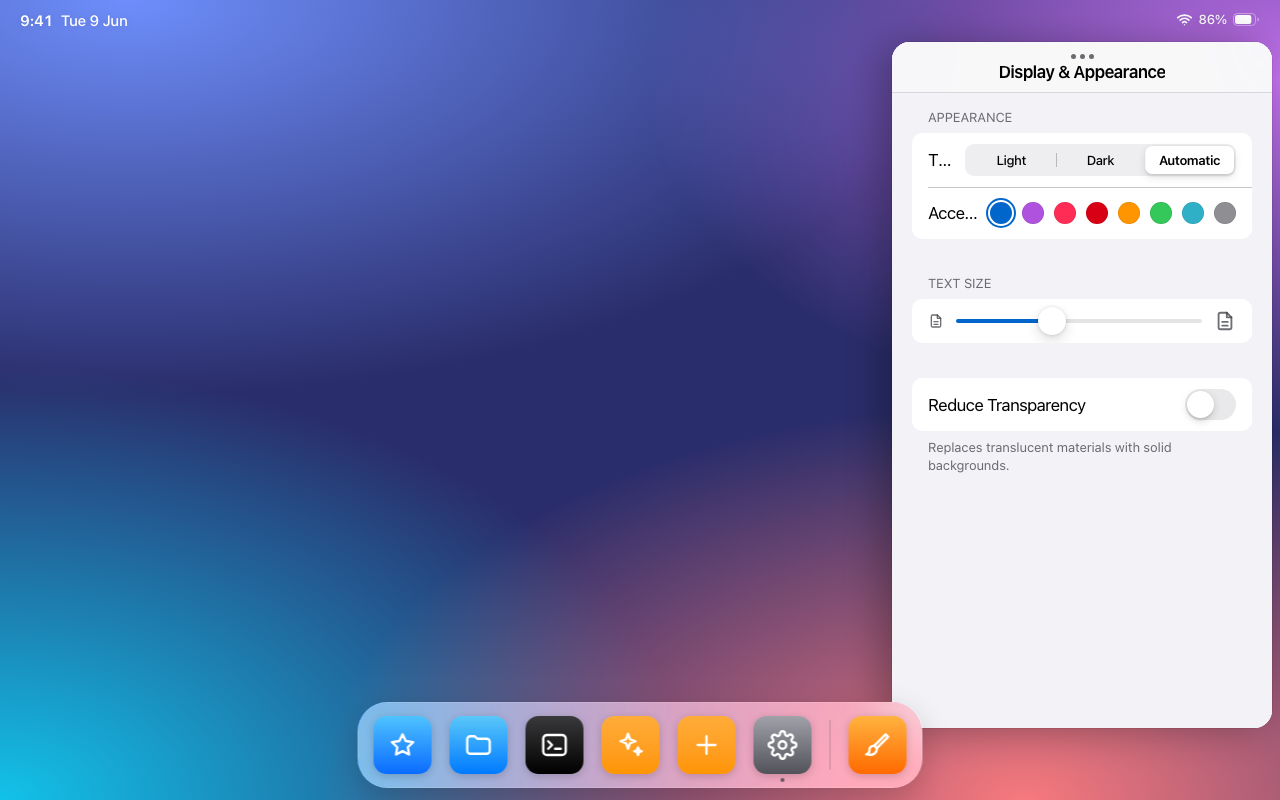 9:41 Tue 9 Jun
86%
Display & Appearance
APPEARANCE
T... Light Dark Automatic
Acce...
TEXT SIZE
Reduce Transparency
Replaces translucent materials with solid
backgrounds.